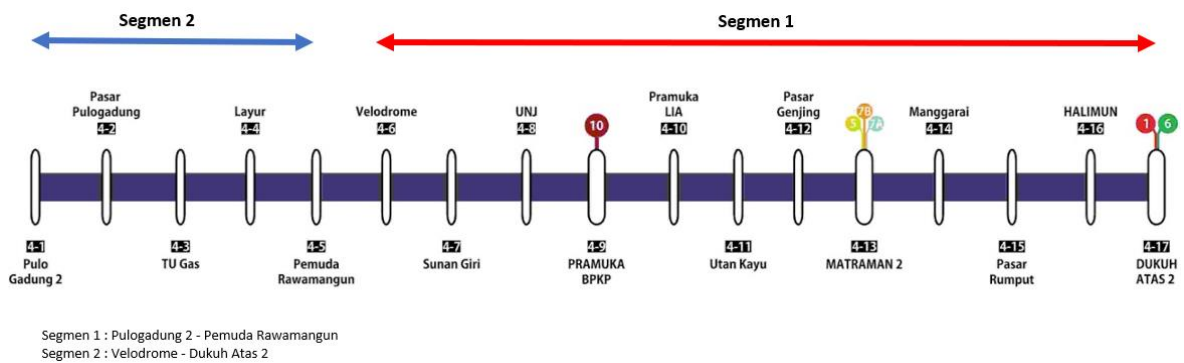 Segmen 2
Segmen 1
Pasar
Pulogadung
4-2
Layur
4-4
Velodrome
4-6
UNJ
4-8
10
Pramuka
LIA
4-10
Pasar
Genjing
4-12
7B
5
7A
Manggarai
4-14
HALIMUN
4-16
1
6
4-1
Pulo
Gadung 2
4-3
TU Gas
4-5
Pemuda
Rawamangun
4-7
Sunan Giri
4-9
PRAMUKA
BPKP
4-11
Utan Kayu
4-13
MATRAMAN 2
4-15
Pasar
Rumput
4-17
DUKUH
ATAS 2
Segmen 1 : Pulogadung 2 - Pemuda Rawamangun
Segmen 2 : Velodrome - Dukuh Atas 2